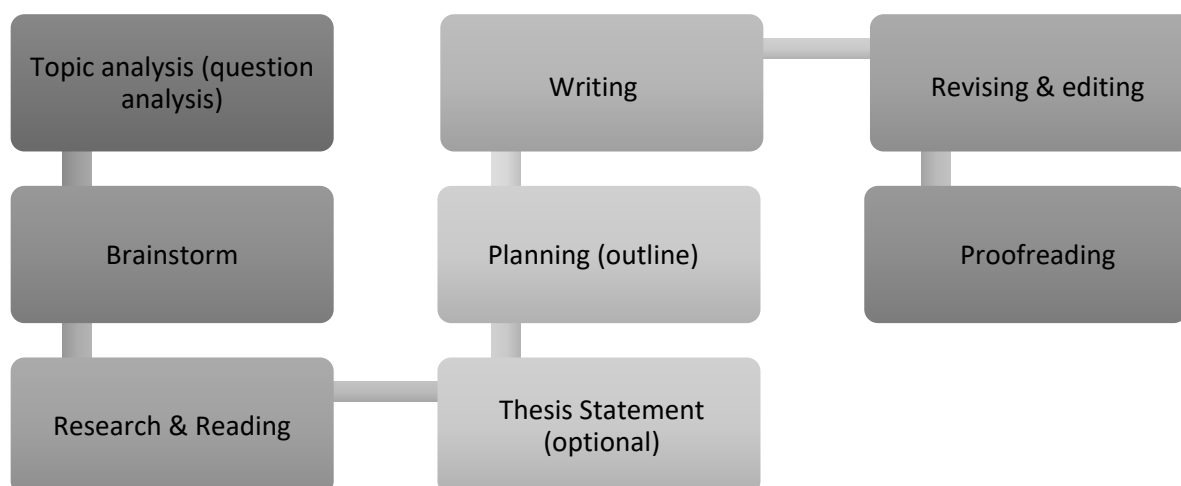 Topic analysis (question
analysis)
Brainstorm
Research & Reading
Thesis Statement
(optional)
Planning (outline)
Writing
Revising & editing
Proofreading